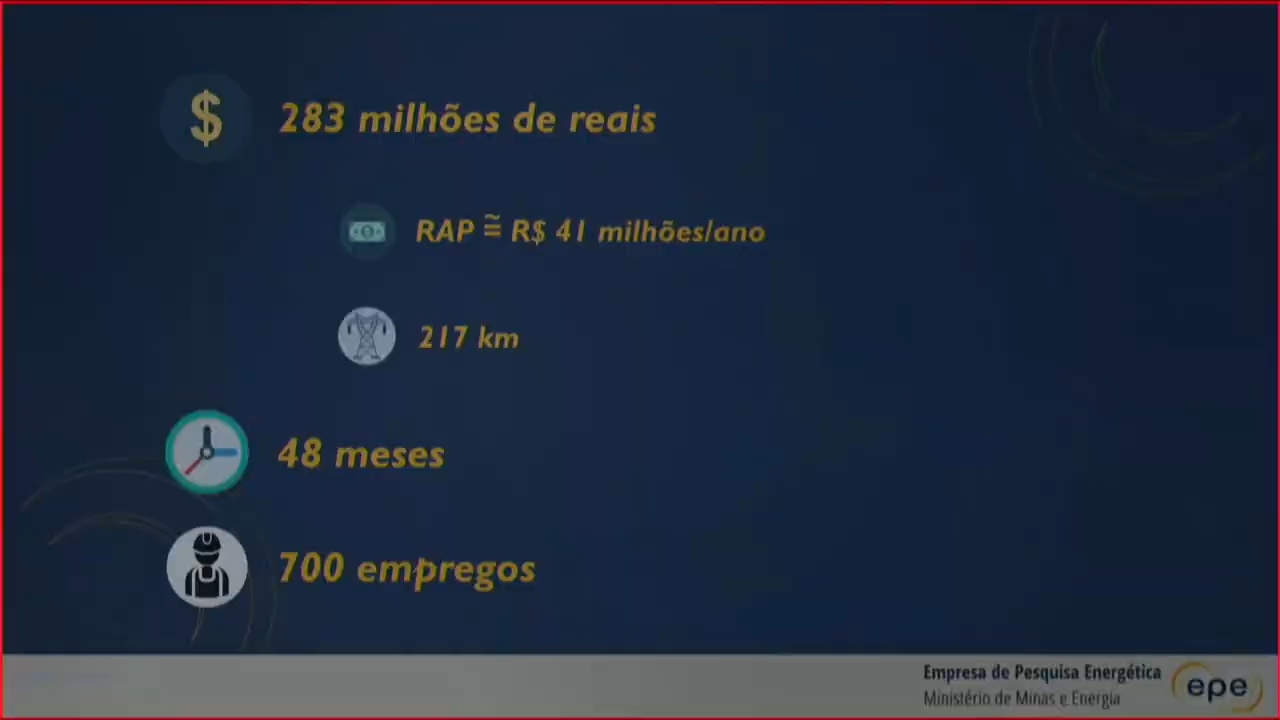 $ 283 milhões de reais
RAP ≅ R$ 41 milhões/ano
217 km
48 meses
700 empregos
Empresa de Pesquisa Energética
Ministério de Minas e Energia
epe